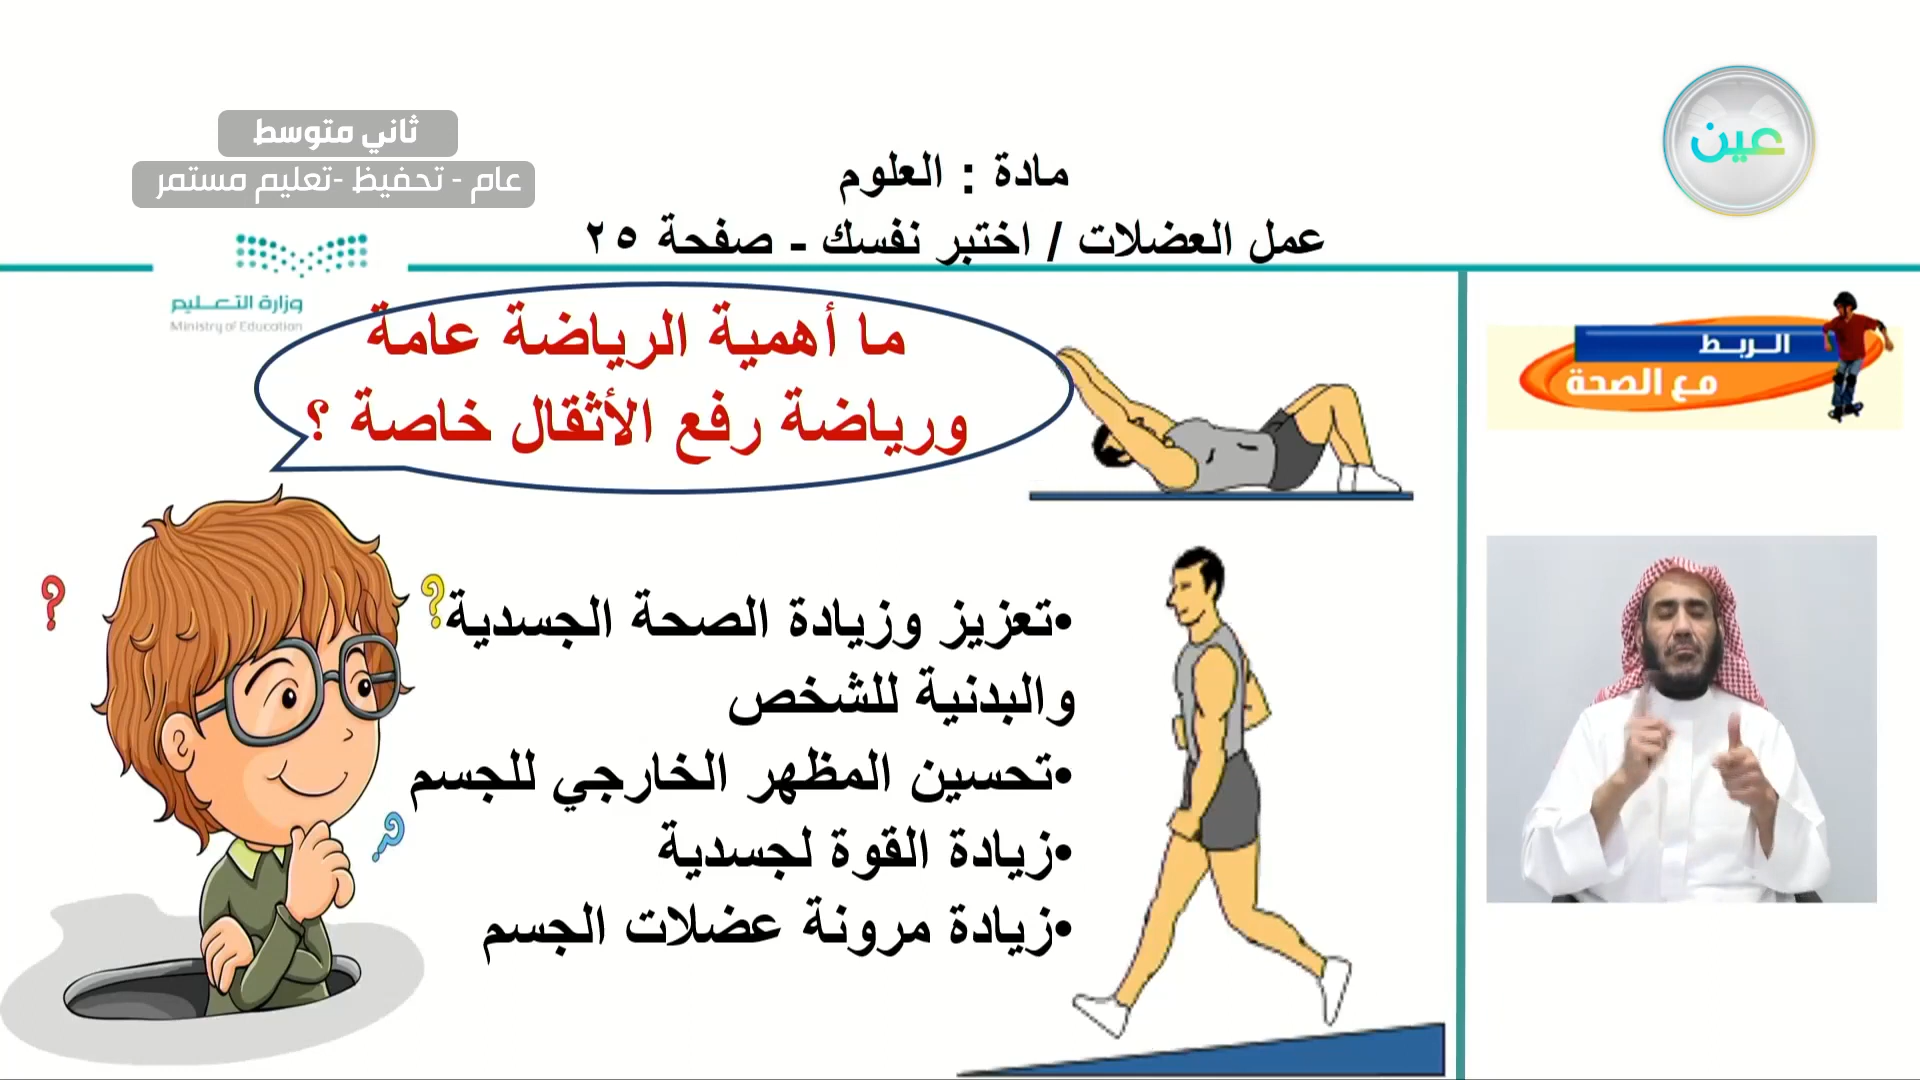 ثاني متوسط
عام - تحفيظ -تعليم مستمر
عين
مادة : العلوم
عمل العضلات / اختبر نفسك - صفحة ٢٥
وزارة التعليم
Ministry of Education
الربط
مع الصحة
ما أهمية الرياضة عامة
ورياضة رفع الأثقال خاصة ؟
•تعزيز وزيادة الصحة الجسدية
والبدنية للشخص
•تحسين المظهر الخارجي للجسم
•زيادة القوة لجسدية
•زيادة مرونة عضلات الجسم